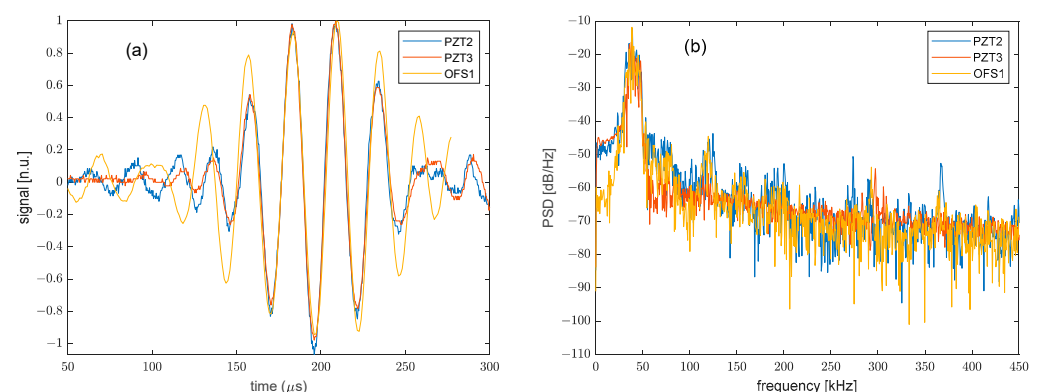 (a)
PZT2
PZT3
OFS1
1
0.8
0.6
0.4
0.2
0
−0.2
−0.4
−0.6
−0.8
−1
signal [n.u.]
50 100 150 200 250 300
time (μs)
(b)
PZT2
PZT3
OFS1
−10
−20
−30
−40
−50
−60
−70
−80
−90
−100
−110
PSD [dB/Hz]
0 50 100 150 200 250 300 350 400 450
frequency [kHz]